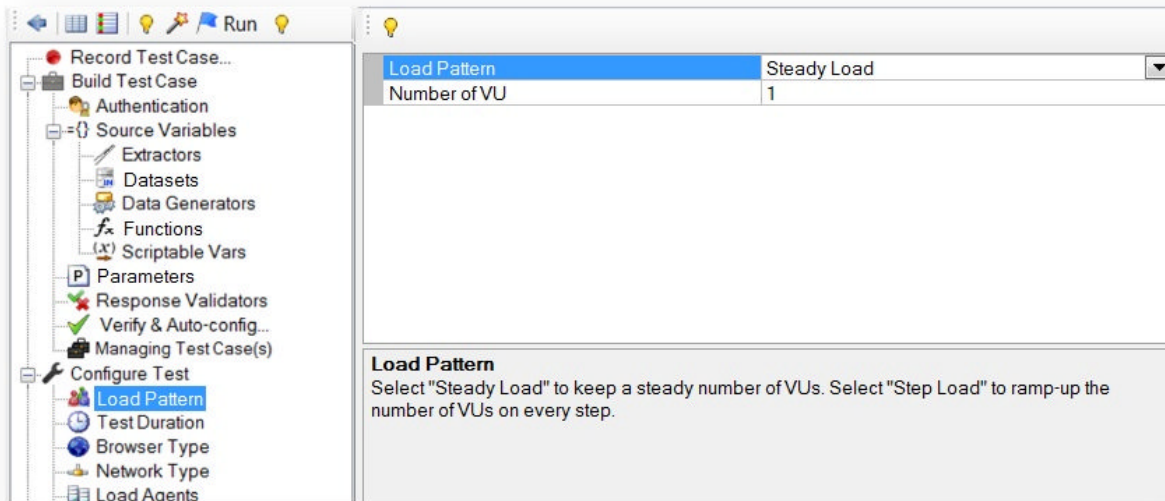 Run
Record Test Case...
Build Test Case
Authentication
={} Source Variables
Extractors
IN Datasets
Data Generators
fx Functions
(x) Scriptable Vars
P Parameters
Response Validators
Verify & Auto-config...
Managing Test Case(s)
Configure Test
Load Pattern
Test Duration
Browser Type
Network Type
Load Agents
Load Pattern Steady Load
Number of VU 1
Load Pattern
Select "Steady Load" to keep a steady number of VUs. Select "Step Load" to ramp-up the
number of VUs on every step.